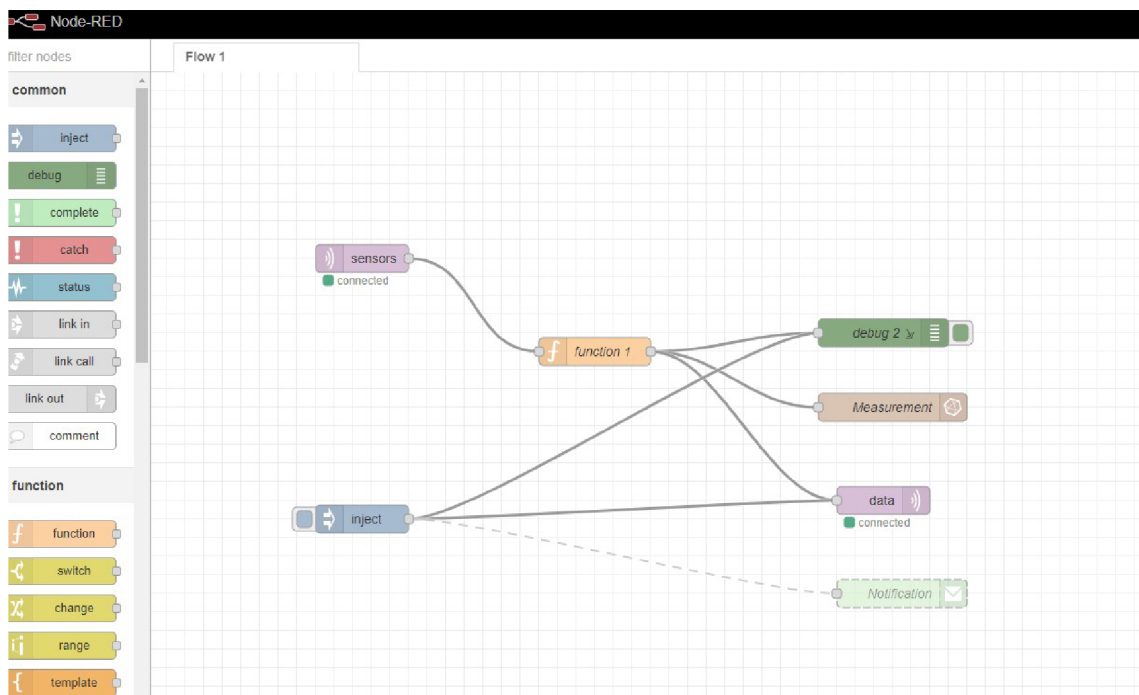 Node-RED
filter nodes
Flow 1
common
inject
debug
complete
catch
status
link in
link call
link out
comment
function
function
switch
change
range
template
sensors
connected
function 1
debug 2
Measurement
data
connected
inject
Notification